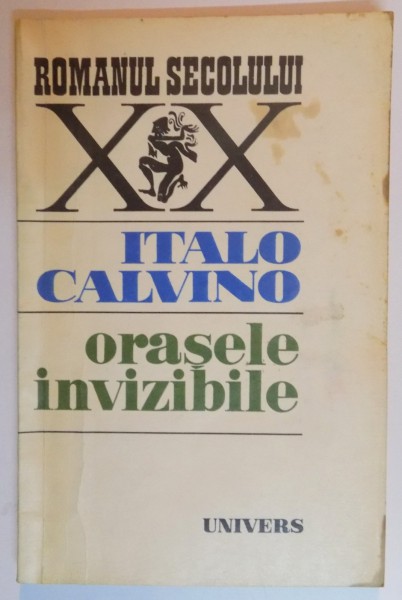 ROMANUL SECOLULUI
XX
ITALO
CALVINO
orașele
invizibile
UNIVERS